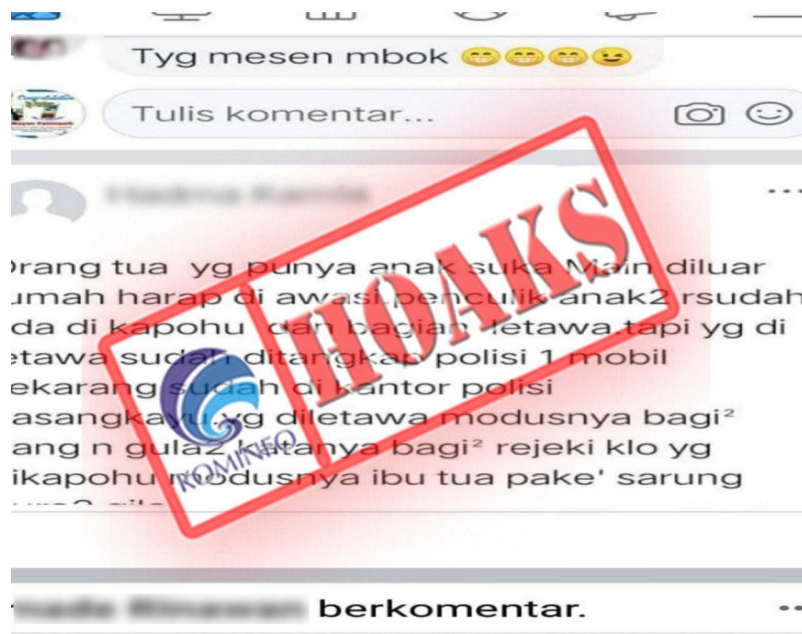 Tyg mesen mbok 😁😁😁😉
Tulis komentar...
rang tua yg punya anak suka Main diluar
umah harap di awasi.penculik anak2 rsudah
da di kapohu dan bagian letawa.tapi yg di
etawa sudah ditangkap polisi 1 mobil
ekarang sudah di kantor polisi
asangkayu.yg diletawa modusnya bagi²
ang n gula2 katanya bagi² rejeki klo yg
ikapohu modusnya ibu tua pake' sarung
HOAKS
KOMINFO
berkomentar.